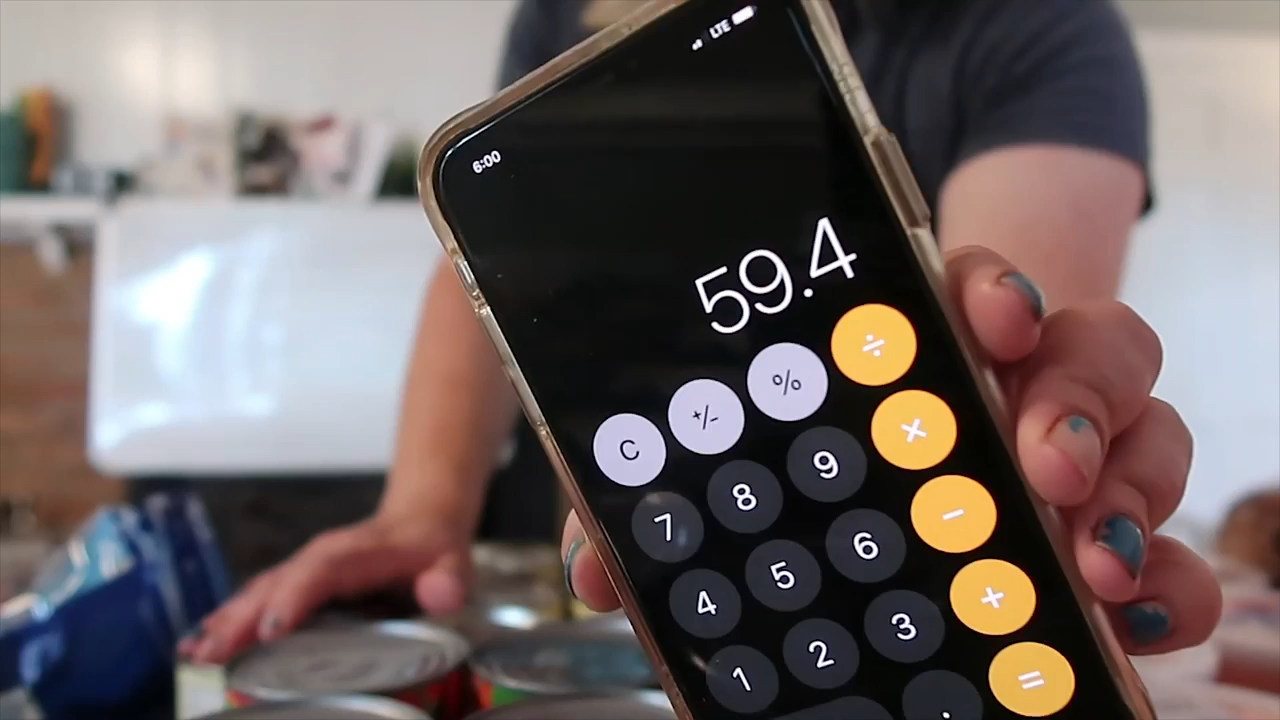 LTE
6:00
59.4
C +/- % ÷
7 8 9 ×
4 5 6 −
1 2 3 +
. =